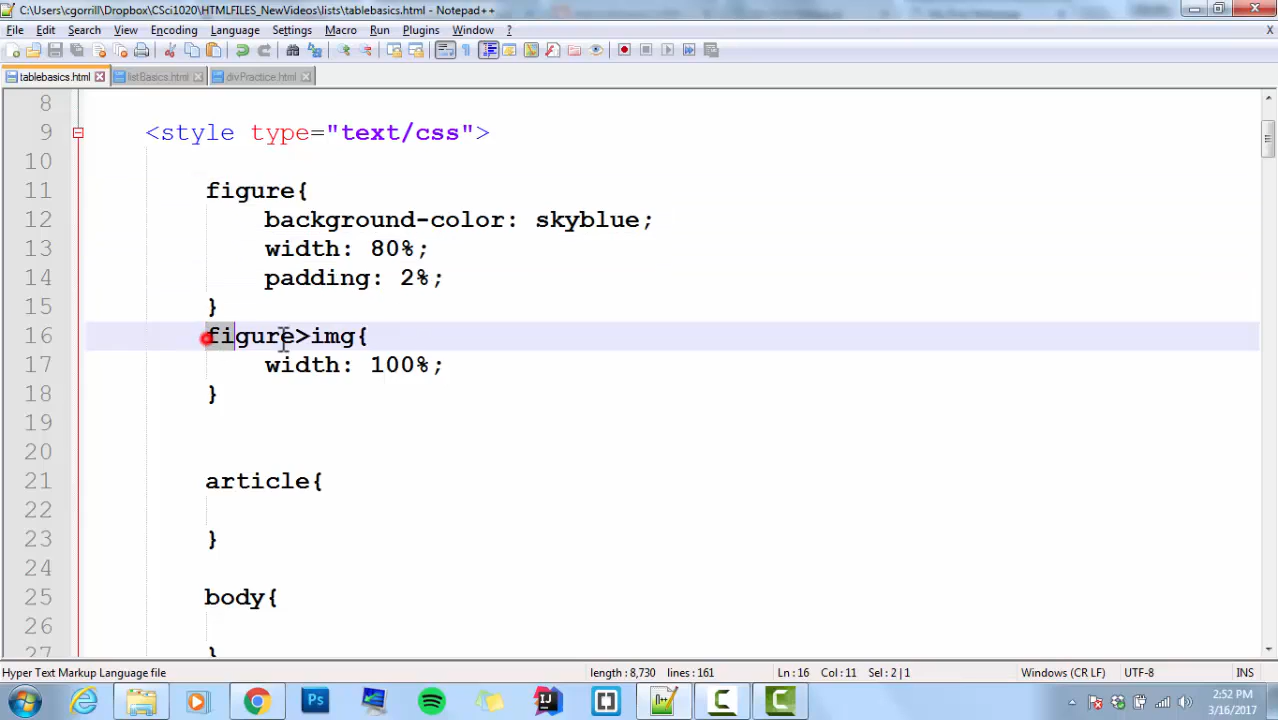 C:\Users\cgorrill\Dropbox\CSci1020\HTMLFILES_NewVideos\lists\tablebasics.html - Notepad++
File Edit Search View Encoding Language Settings Macro Run Plugins Window ? X
tablebasics.html listBasics.html divPractice.html
8
9 <style type="text/css">
10
11 figure{
12 background-color: skyblue;
13 width: 80%;
14 padding: 2%;
15 }
16 figure>img{
17 width: 100%;
18 }
19
20
21 article{
22
23 }
24
25 body{
26
27 }
Hyper Text Markup Language file length : 8,730 lines : 161 Ln : 16 Col : 11 Sel : 2 | 1 Windows (CR LF) UTF-8 INS
Ps IJ C C
2:52 PM
3/16/2017